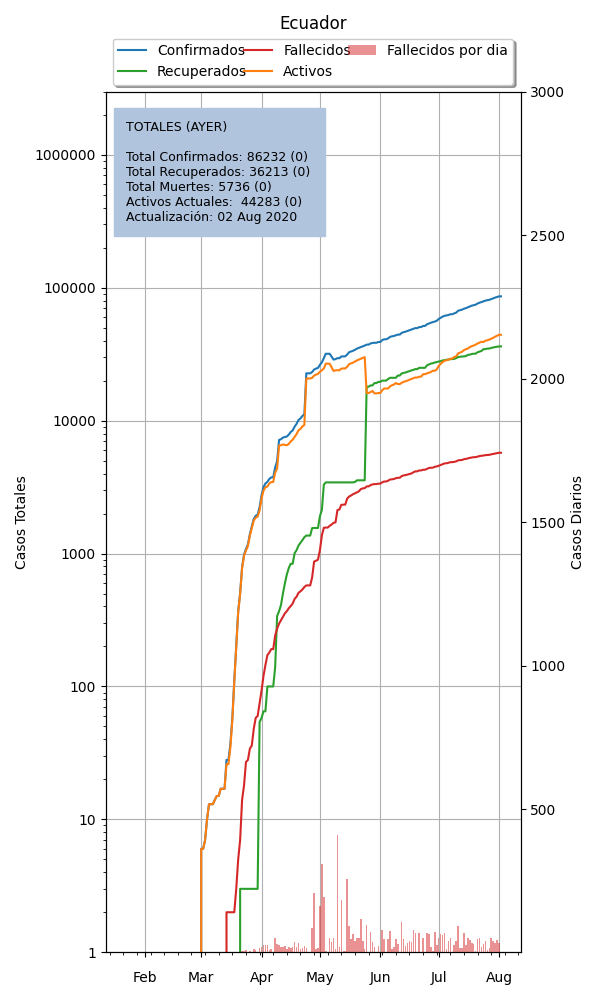 Ecuador
Confirmados
Fallecidos
Fallecidos por dia
Recuperados
Activos
TOTALES (AYER)
Total Confirmados: 86232 (0)
Total Recuperados: 36213 (0)
Total Muertes: 5736 (0)
Activos Actuales:  44283 (0)
Actualización: 02 Aug 2020
Casos Totales
1000000
100000
10000
1000
100
10
1
3000
2500
2000
1500
1000
500
Casos Diarios
Feb
Mar
Apr
May
Jun
Jul
Aug